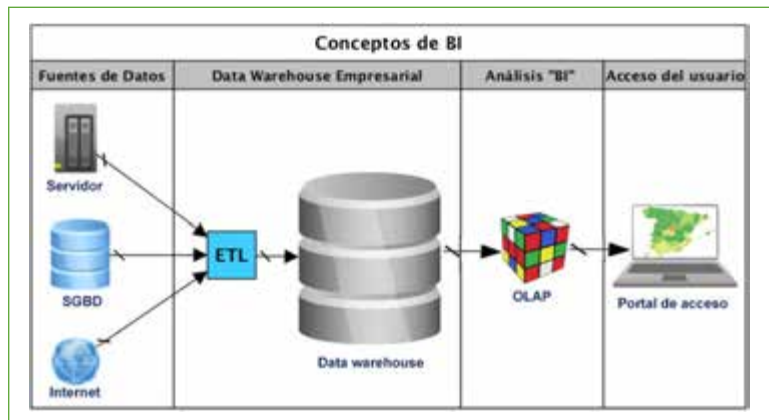 Conceptos de BI
Fuentes de Datos
Data Warehouse Empresarial
Análisis "BI"
Acceso del usuario
Servidor
SGBD
Internet
ETL
Data warehouse
OLAP
Portal de acceso